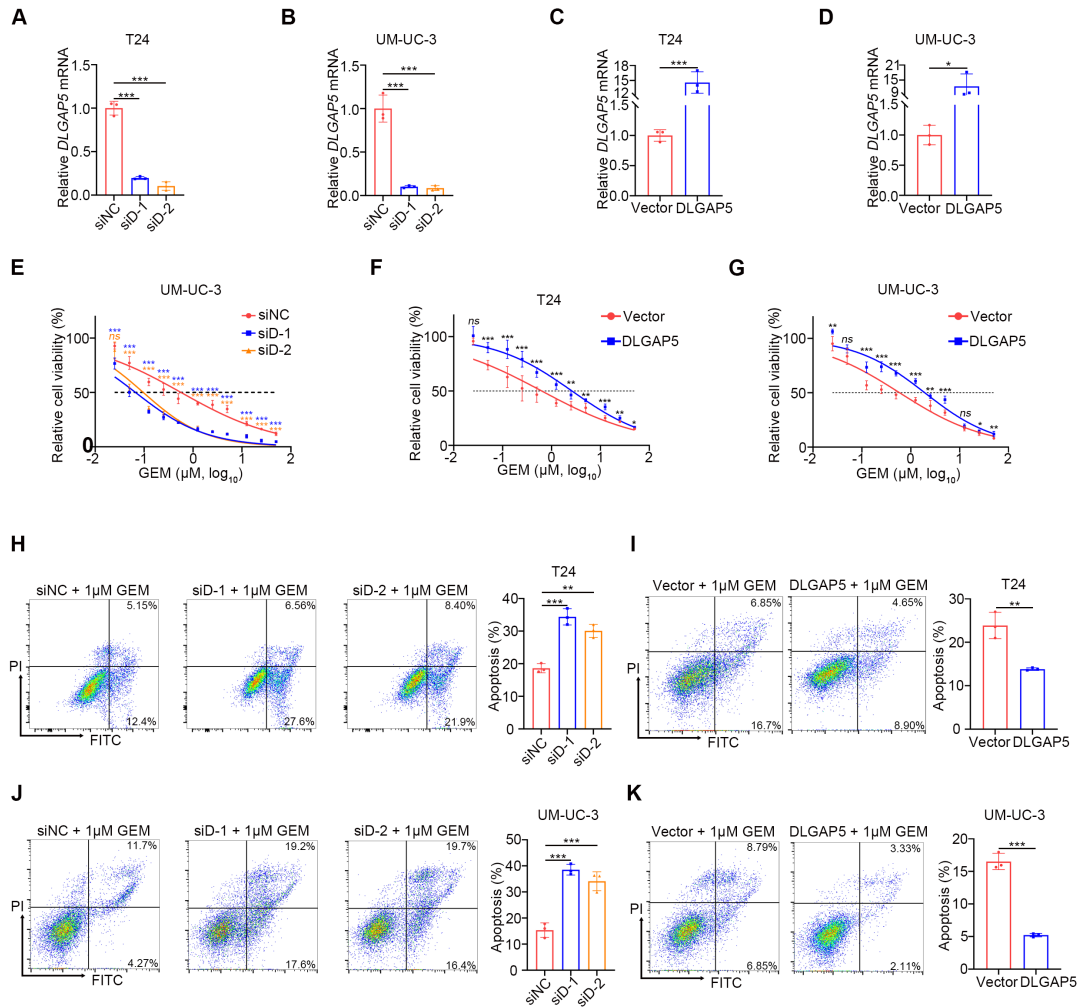 A
T24
Relative DLGAP5 mRNA
1.5
1.0
0.5
0.0
***
***
siNC
siD-1
siD-2
B
UM-UC-3
Relative DLGAP5 mRNA
1.5
1.0
0.5
0.0
***
***
siNC
siD-1
siD-2
C
T24
Relative DLGAP5 mRNA
18
15
12
1.5
1.0
0.5
0.0
***
Vector DLGAP5
D
UM-UC-3
Relative DLGAP5 mRNA
21
15
9
1.5
1.0
0.5
0.0
*
Vector DLGAP5
E
UM-UC-3
Relative cell viability (%)
100
50
0
-2 -1 0 1 2
GEM (µM, log10)
siNC
siD-1
siD-2
*** *** *** *** *** *** *** *** *** ***
ns *** *** *** *** *** *** *** *** *** ***
F
T24
Relative cell viability (%)
100
50
0
-2 -1 0 1 2
GEM (µM, log10)
Vector
DLGAP5
ns *** *** *** *** *** ** ** *** ** *
G
UM-UC-3
Relative cell viability (%)
100
50
0
-2 -1 0 1 2
GEM (µM, log10)
Vector
DLGAP5
** ns *** *** *** *** ** *** ns * **
H
siNC + 1µM GEM
5.15%
12.4%
siD-1 + 1µM GEM
6.56%
27.6%
siD-2 + 1µM GEM
8.40%
21.9%
PI
FITC
T24
Apoptosis (%)
40
30
20
10
0
**
***
siNC
siD-1
siD-2
I
Vector + 1µM GEM
6.85%
16.7%
DLGAP5 + 1µM GEM
4.65%
8.90%
PI
FITC
T24
Apoptosis (%)
30
20
10
0
**
Vector DLGAP5
J
siNC + 1µM GEM
11.7%
4.27%
siD-1 + 1µM GEM
19.2%
17.6%
siD-2 + 1µM GEM
19.7%
16.4%
PI
FITC
UM-UC-3
Apoptosis (%)
50
40
30
20
10
0
***
***
siNC
siD-1
siD-2
K
Vector + 1µM GEM
8.79%
6.85%
DLGAP5 + 1µM GEM
3.33%
2.11%
PI
FITC
UM-UC-3
Apoptosis (%)
20
15
10
5
0
***
Vector DLGAP5